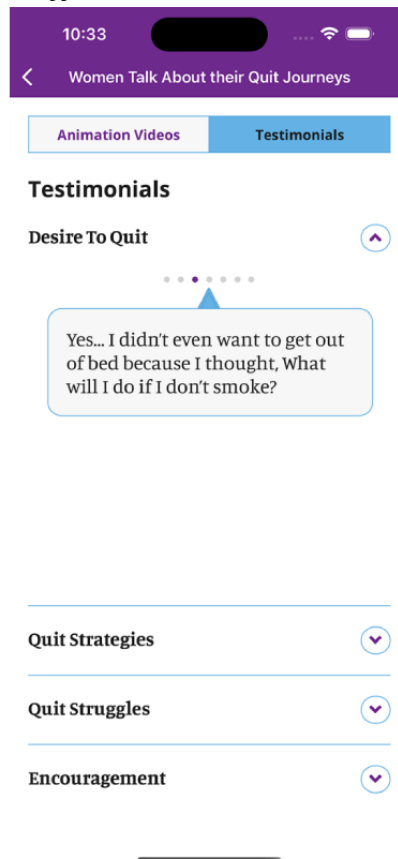 10:33
Women Talk About their Quit Journeys
Animation Videos
Testimonials
Testimonials
Desire To Quit
Yes... I didn't even want to get out
of bed because I thought, What
will I do if I don't smoke?
Quit Strategies
Quit Struggles
Encouragement